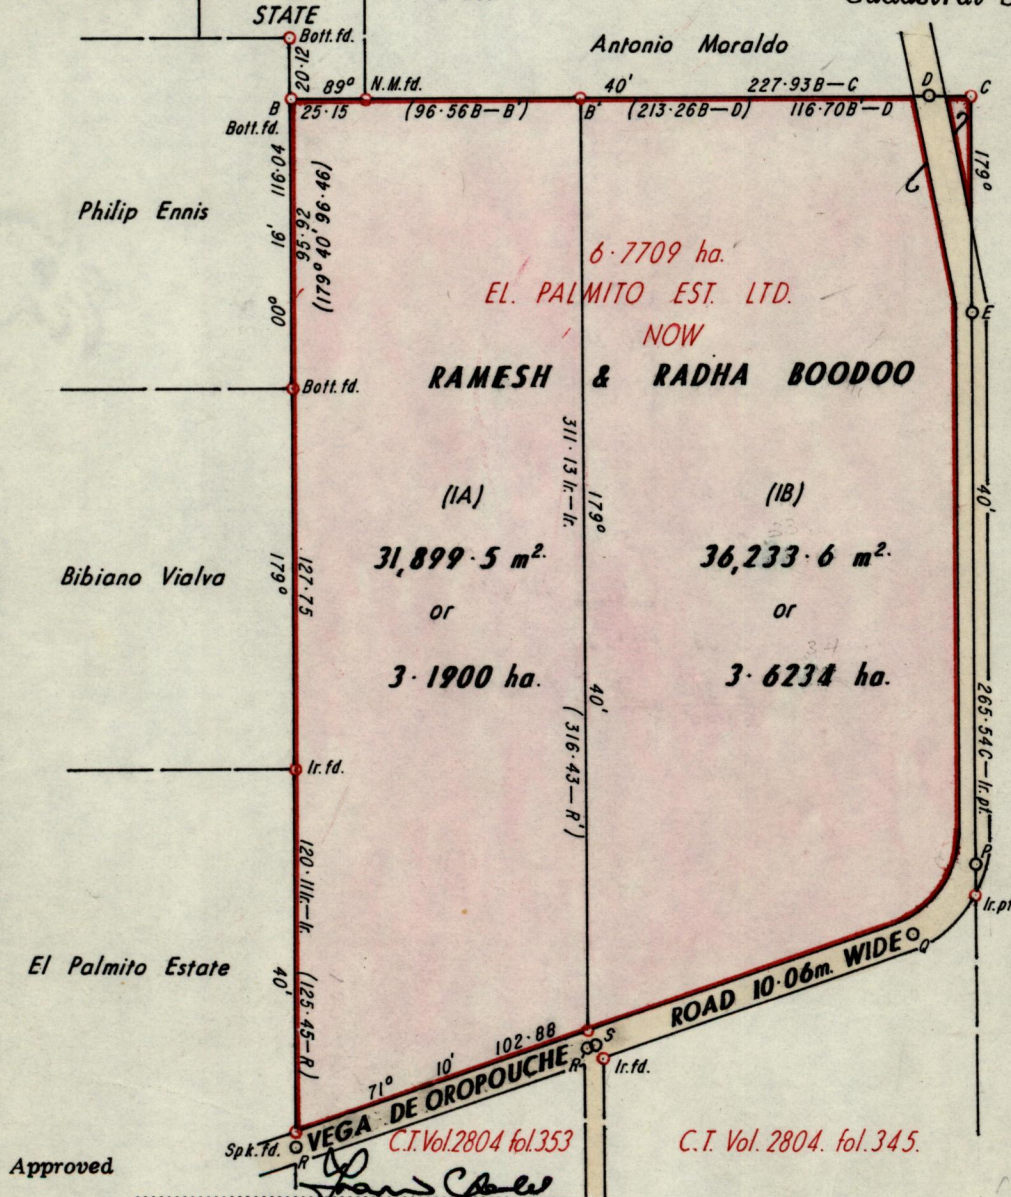 STATE
Bott.fd.
Antonio Moraldo
20·12
89° N.M.fd. 40' 227·93B—C D C
B 25·15 (96·56B—B') B' (213·26B—D) 116·70B'—D
Bott.fd.
116·04
16'
00°
95·92
(179° 40' 96·46)
179°
Philip Ennis
6·7709 ha.
EL. PALMITO EST. LTD.
NOW
E
RAMESH & RADHA BOODOO
Bott.fd.
311·13 Ir.—Ir.
179°
40'
(316·43—R')
(1A) (1B)
31,899·5 m². 36,233·6 m².
or or
3·1900 ha. 3·6234 ha.
Bibiano Vialva
179°
127·75
40'
265·54C—Ir.pt.
Ir.fd.
120·11Ir.—Ir.
40'
(125·45—R)
P
Ir.pt
Q
El Palmito Estate
71° 10' 102·88
VEGA DE OROPOUCHE ROAD 10·06m. WIDE
R' S
Ir.fd.
Spk.fd. R
C.T.Vol.2804 fol.353 C.T. Vol. 2804. fol.345.
Approved